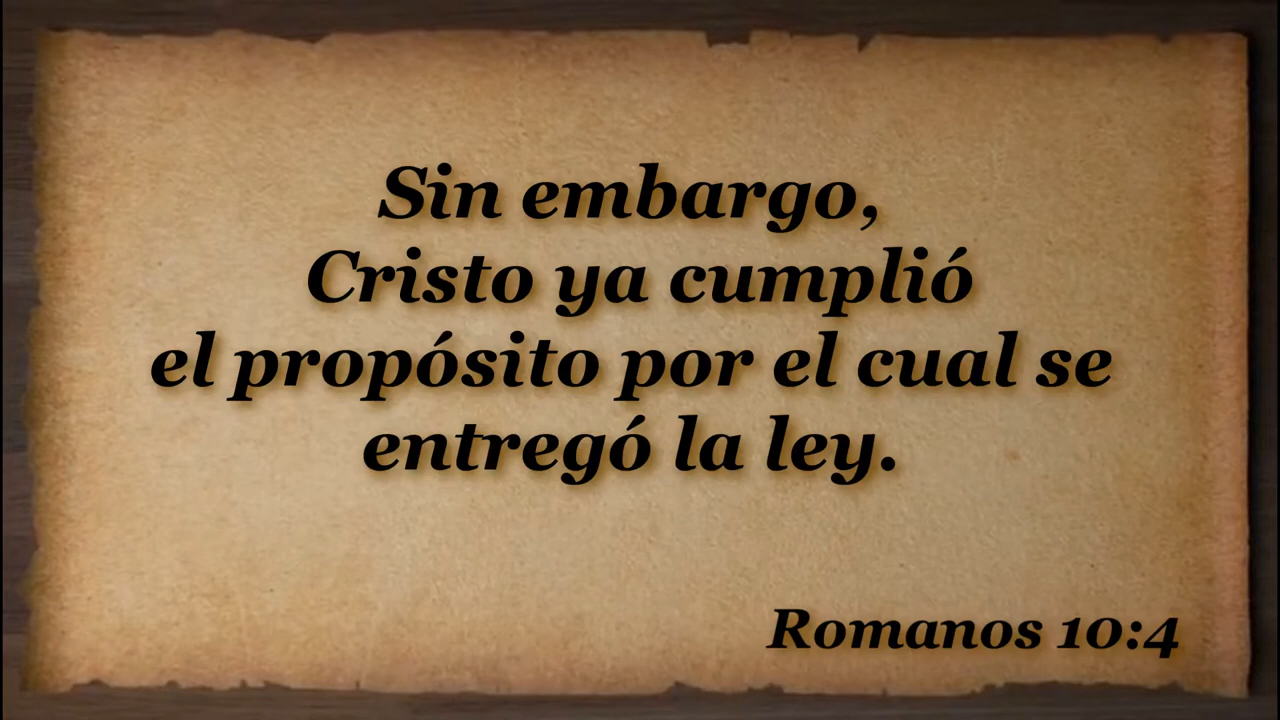 Sin embargo,
Cristo ya cumplió
el propósito por el cual se
entregó la ley.
Romanos 10:4